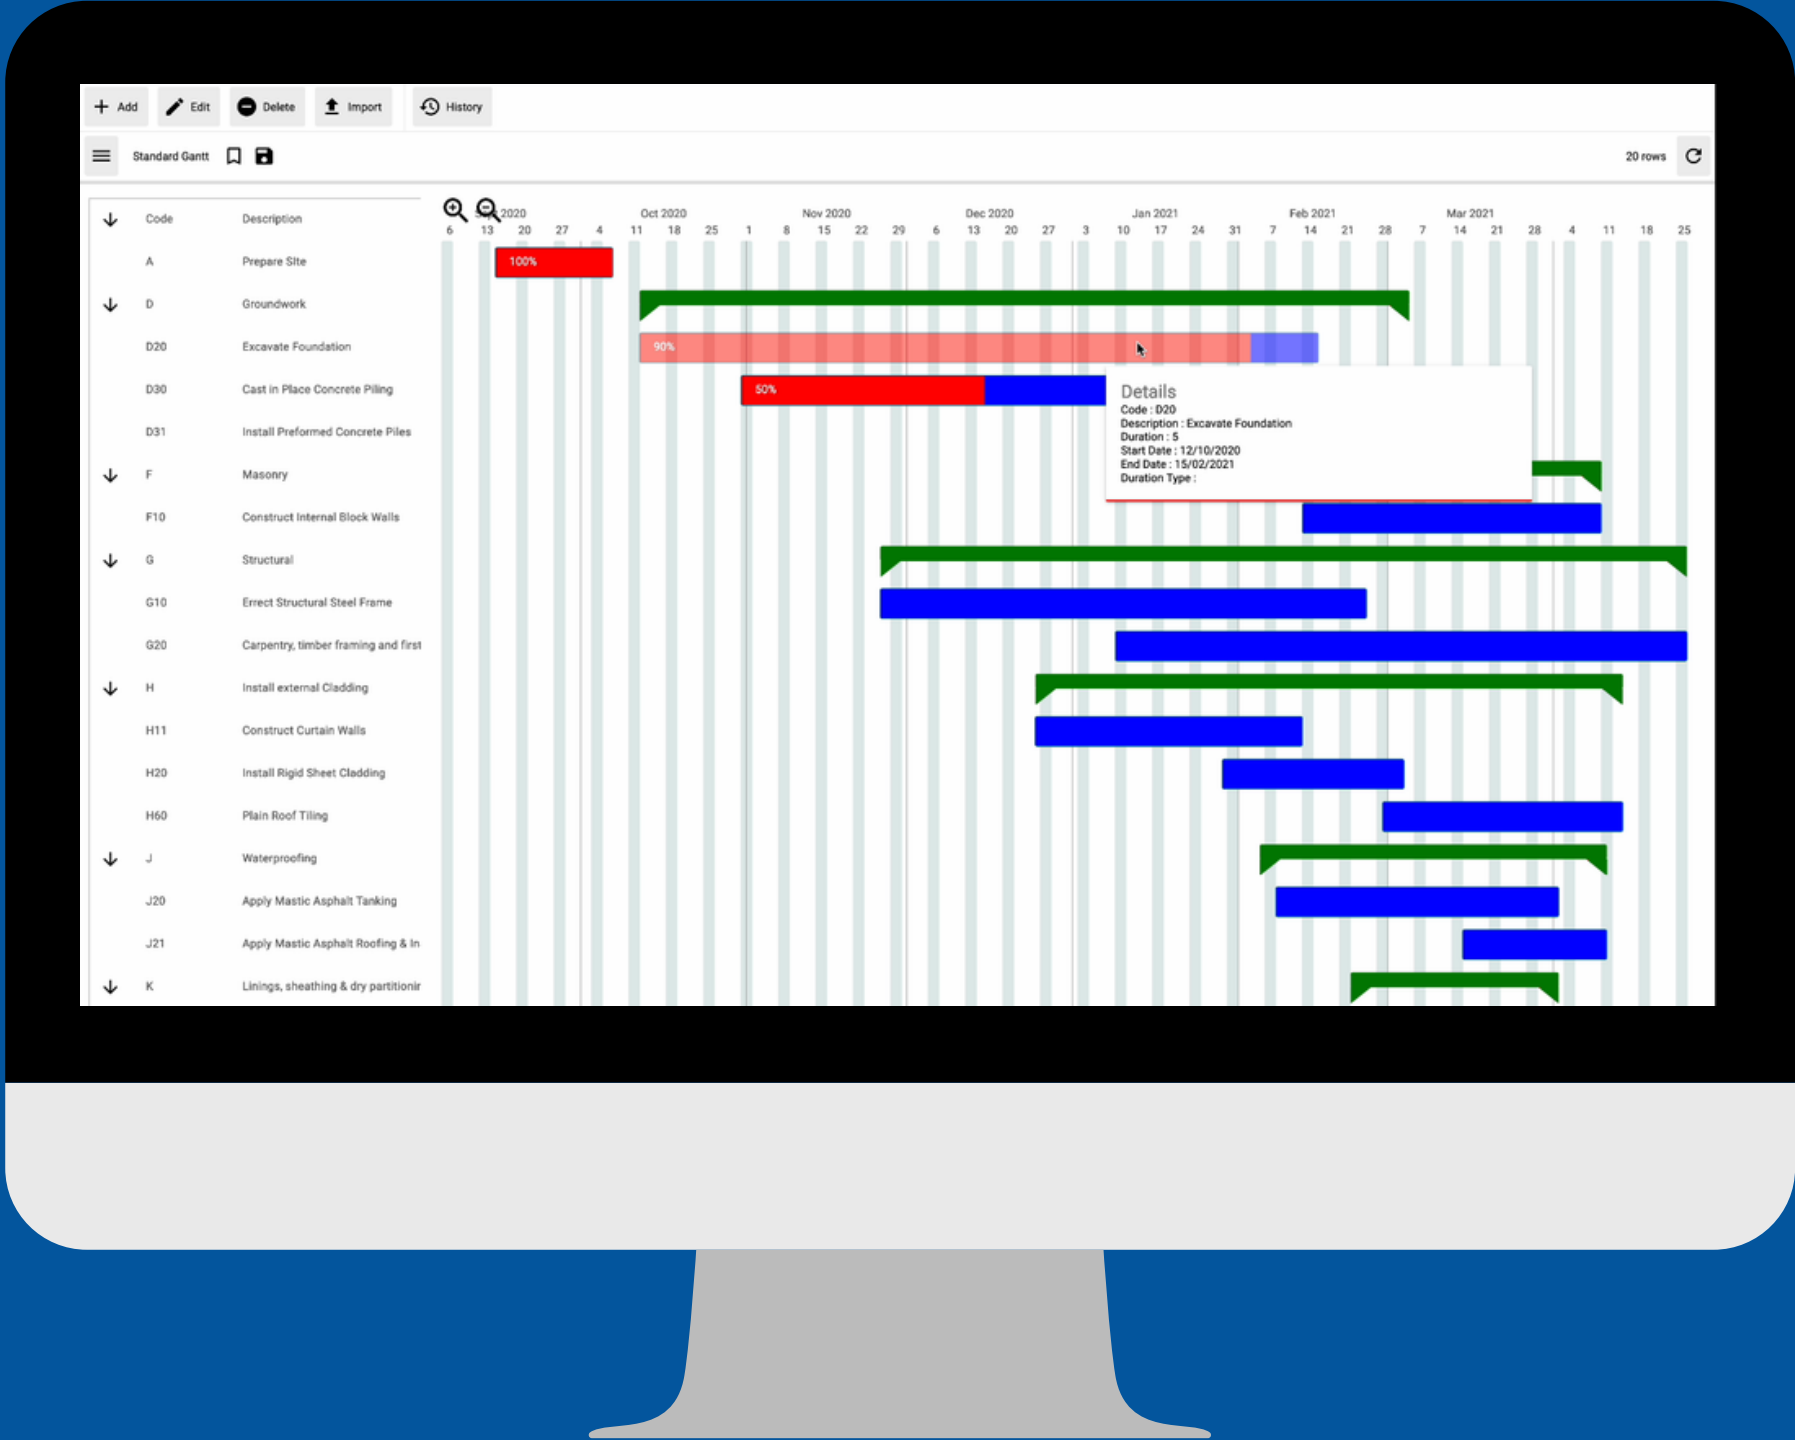 Add Edit Delete Import History
Standard Gantt 20 rows
Code Description 2020 Oct 2020 Nov 2020 Dec 2020 Jan 2021 Feb 2021 Mar 2021
6 13 20 27 4 11 18 25 1 8 15 22 29 6 13 20 27 3 10 17 24 31 7 14 21 28 7 14 21 28 4 11 18 25
A Prepare SIte 100%
D Groundwork
D20 Excavate Foundation 90%
D30 Cast in Place Concrete Piling 50%
Details
Code : D20
Description : Excavate Foundation
Duration : 5
Start Date : 12/10/2020
End Date : 15/02/2021
Duration Type :
D31 Install Preformed Concrete Piles
F Masonry
F10 Construct Internal Block Walls
G Structural
G10 Errect Structural Steel Frame
G20 Carpentry, timber framing and first
H Install external Cladding
H11 Construct Curtain Walls
H20 Install Rigid Sheet Cladding
H60 Plain Roof Tiling
J Waterproofing
J20 Apply Mastic Asphalt Tanking
J21 Apply Mastic Asphalt Roofing & In
K Linings, sheathing & dry partitionir